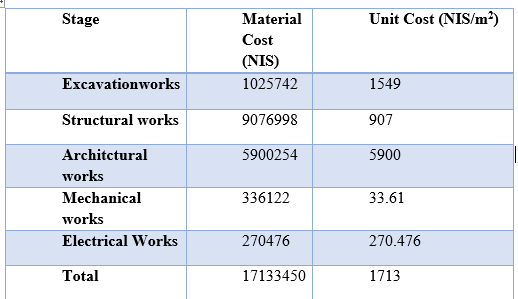 Stage Material Cost (NIS) Unit Cost (NIS/m²)
Excavationworks 1025742 1549
Structural works 9076998 907
Architctural works 5900254 5900
Mechanical works 336122 33.61
Electrical Works 270476 270.476
Total 17133450 1713